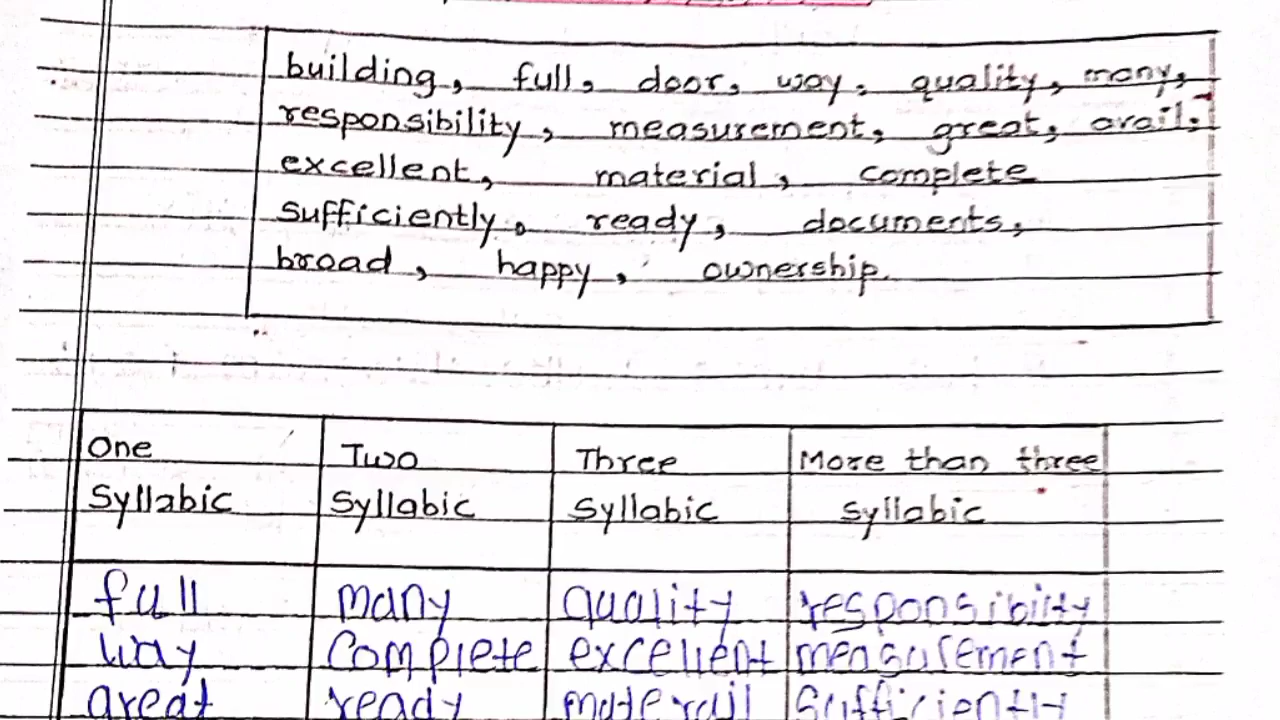 building, full, door, way, quality, many,
responsibility, measurement, great, avail,
excellent, material, complete
sufficiently, ready, documents,
broad, happy, ownership.
One Syllabic Two Syllabic Three Syllabic More than three syllabic
full many quality responsibility
way complete excellent measurement
great ready materail sufficiently